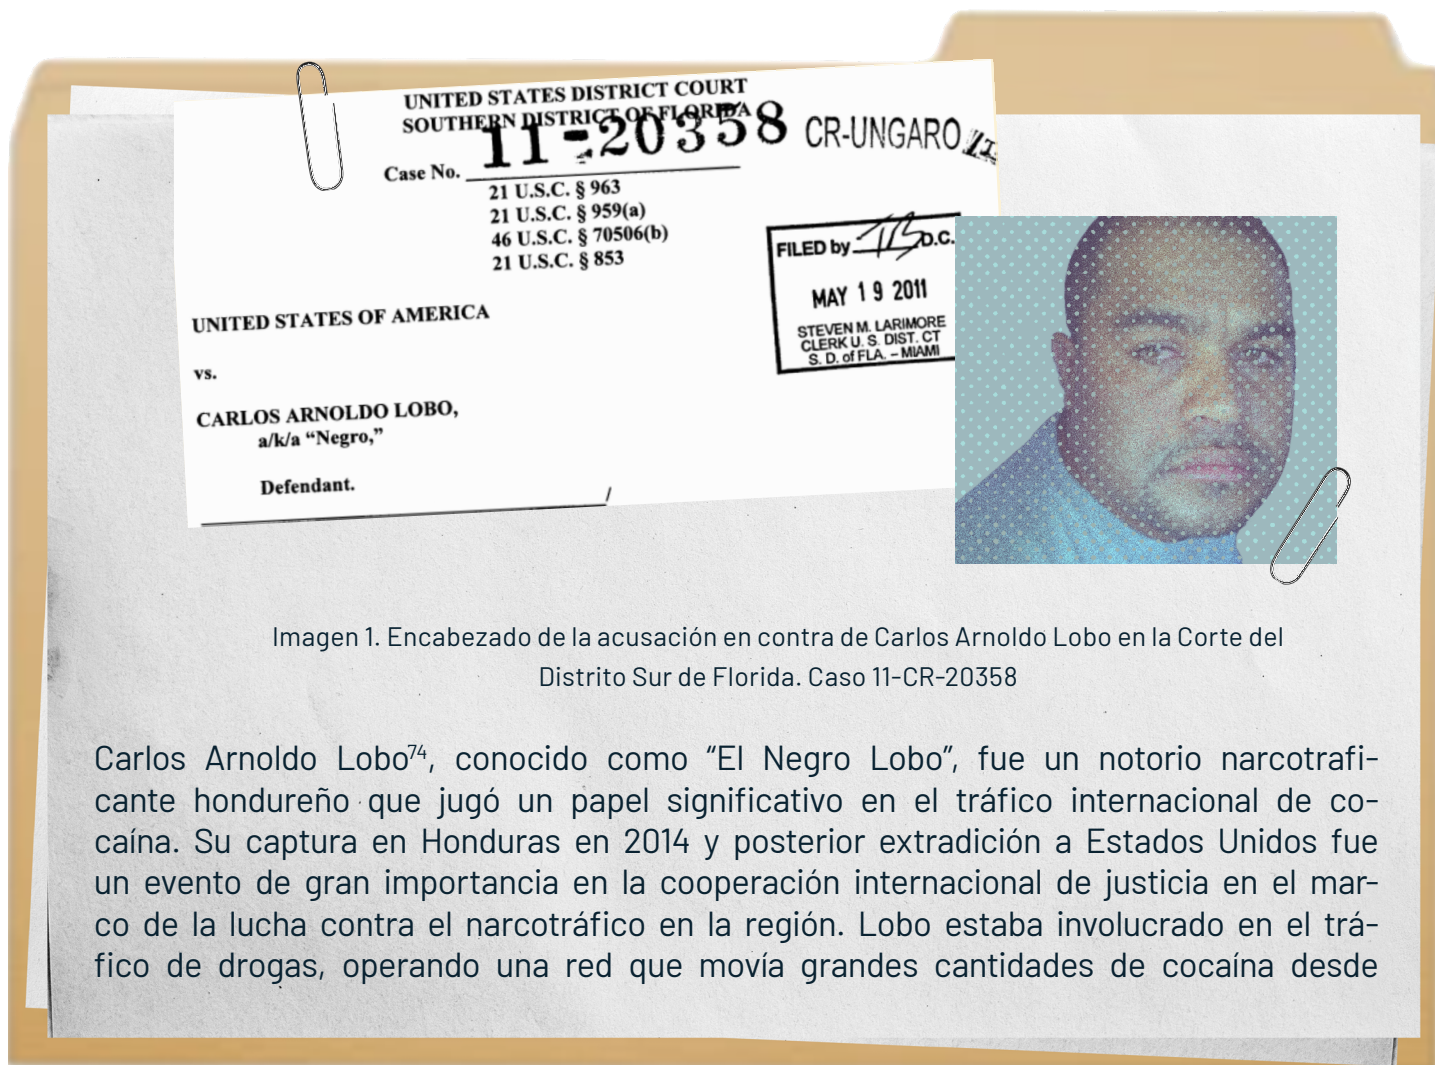 UNITED STATES DISTRICT COURT
SOUTHERN DISTRICT OF FLORIDA
11-20358 CR-UNGARO
Case No.
21 U.S.C. § 963
21 U.S.C. § 959(a)
46 U.S.C. § 70506(b)
21 U.S.C. § 853
FILED by D.C.
MAY 19 2011
STEVEN M. LARIMORE
CLERK U. S. DIST. CT
S. D. of FLA. – MIAMI
UNITED STATES OF AMERICA
vs.
CARLOS ARNOLDO LOBO,
a/k/a “Negro,”
Defendant.
/
Imagen 1. Encabezado de la acusación en contra de Carlos Arnoldo Lobo en la Corte del
Distrito Sur de Florida. Caso 11-CR-20358
Carlos Arnoldo Lobo74, conocido como “El Negro Lobo”, fue un notorio narcotrafi-
cante hondureño que jugó un papel significativo en el tráfico internacional de co-
caína. Su captura en Honduras en 2014 y posterior extradición a Estados Unidos fue
un evento de gran importancia en la cooperación internacional de justicia en el mar-
co de la lucha contra el narcotráfico en la región. Lobo estaba involucrado en el trá-
fico de drogas, operando una red que movía grandes cantidades de cocaína desde